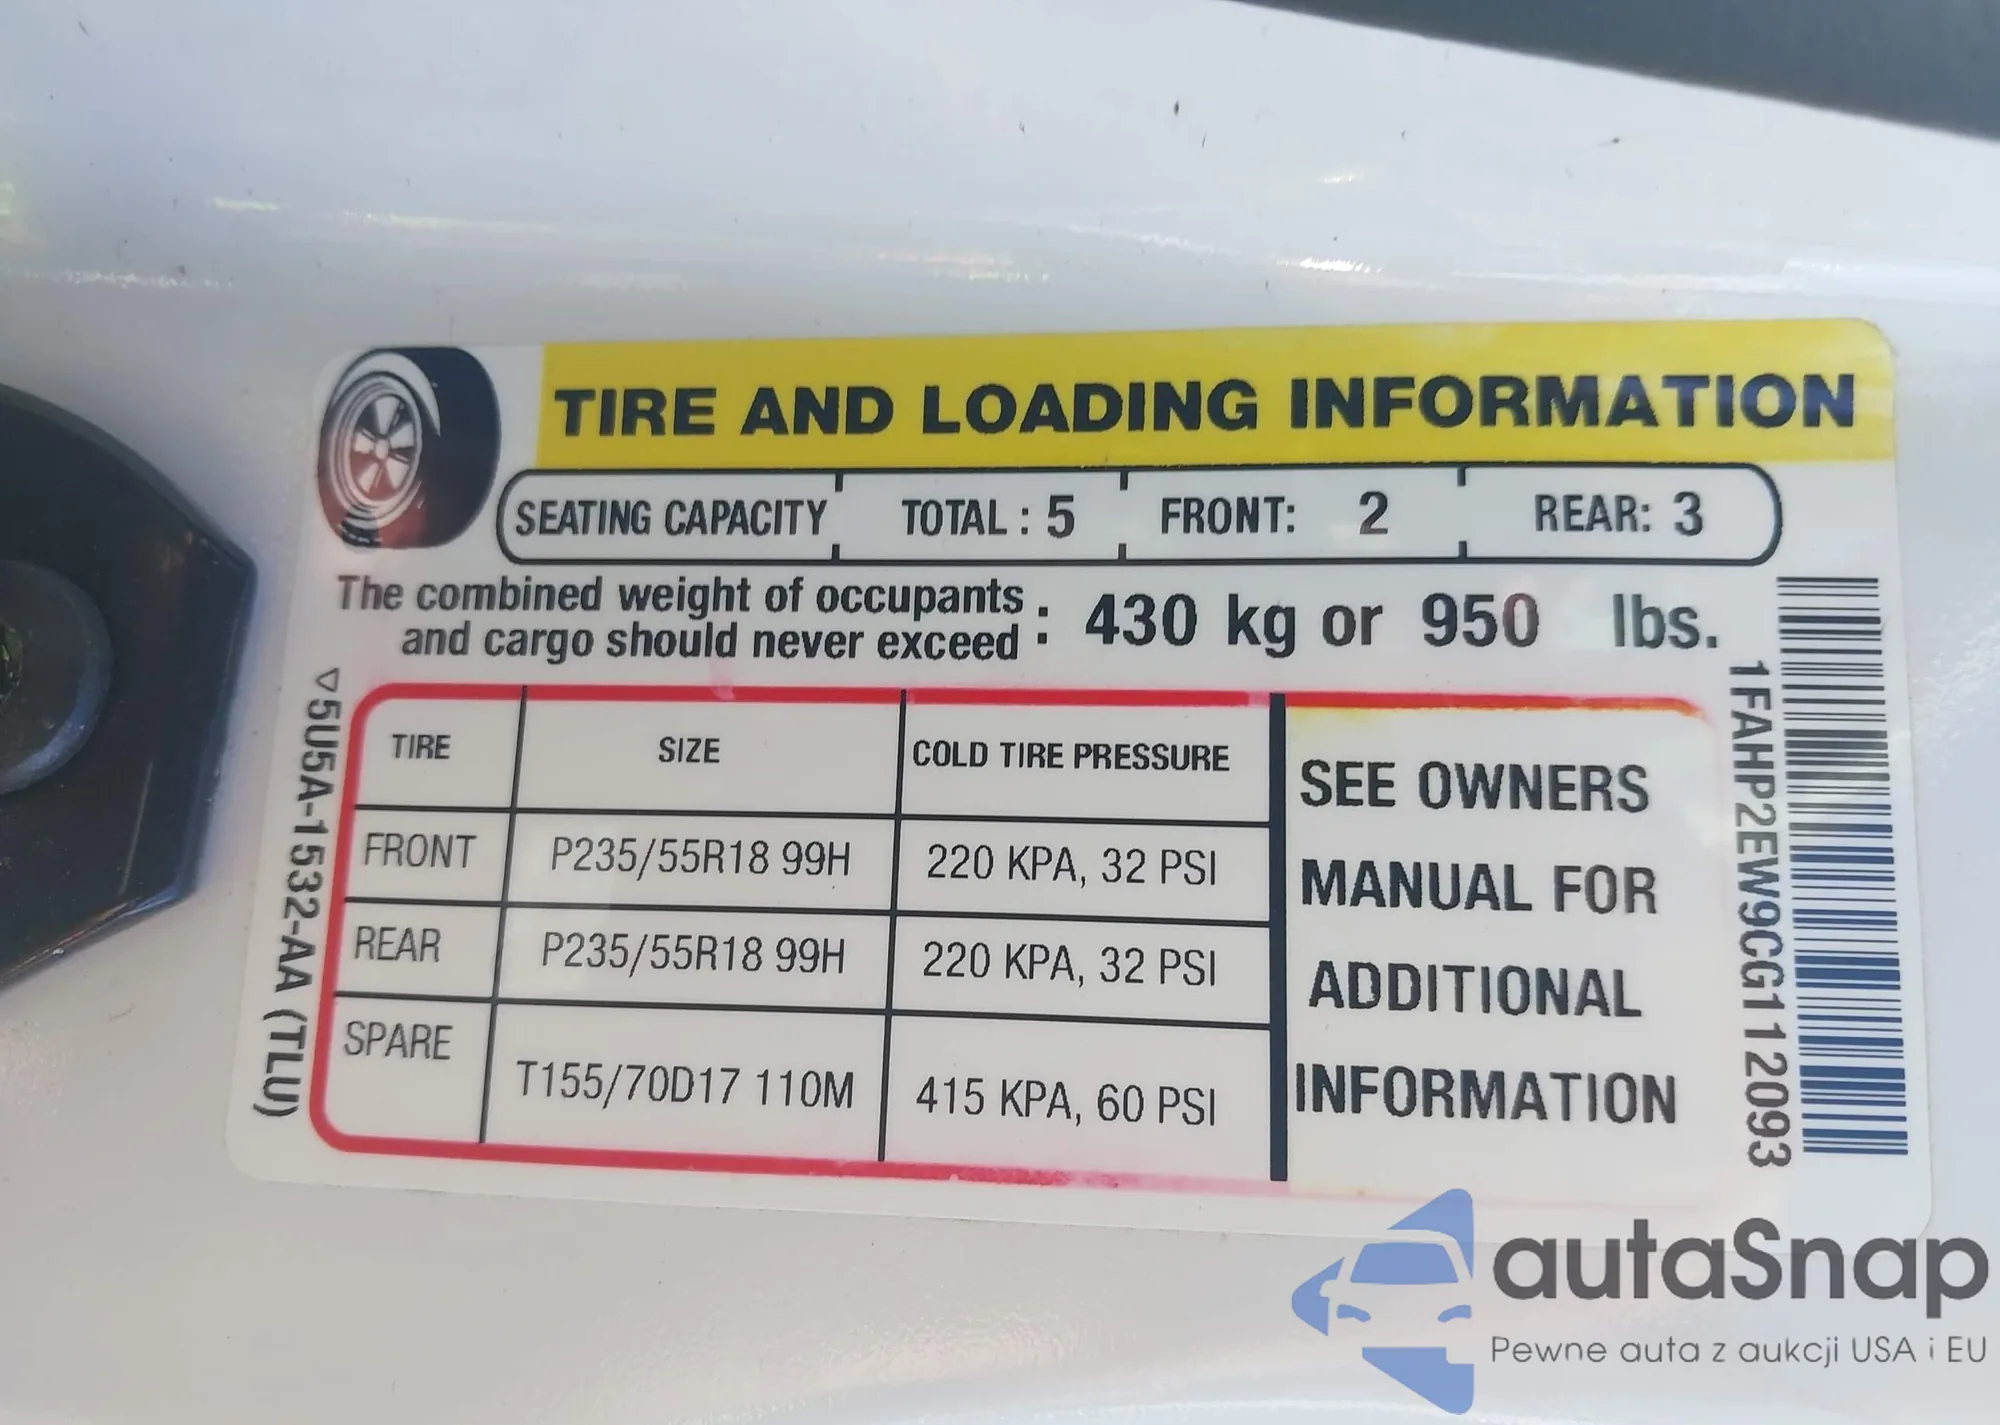 TIRE AND LOADING INFORMATION
SEATING CAPACITY TOTAL : 5 FRONT: 2 REAR: 3
The combined weight of occupants
and cargo should never exceed : 430 kg or 950 lbs.
5U5A-1532-AA (TLU)
TIRE SIZE COLD TIRE PRESSURE
FRONT P235/55R18 99H 220 KPA, 32 PSI
REAR P235/55R18 99H 220 KPA, 32 PSI
SPARE T155/70D17 110M 415 KPA, 60 PSI
SEE OWNERS
MANUAL FOR
ADDITIONAL
INFORMATION
1FAHP2EW9CG112093
autaSnap
Pewne auta z aukcji USA i EU